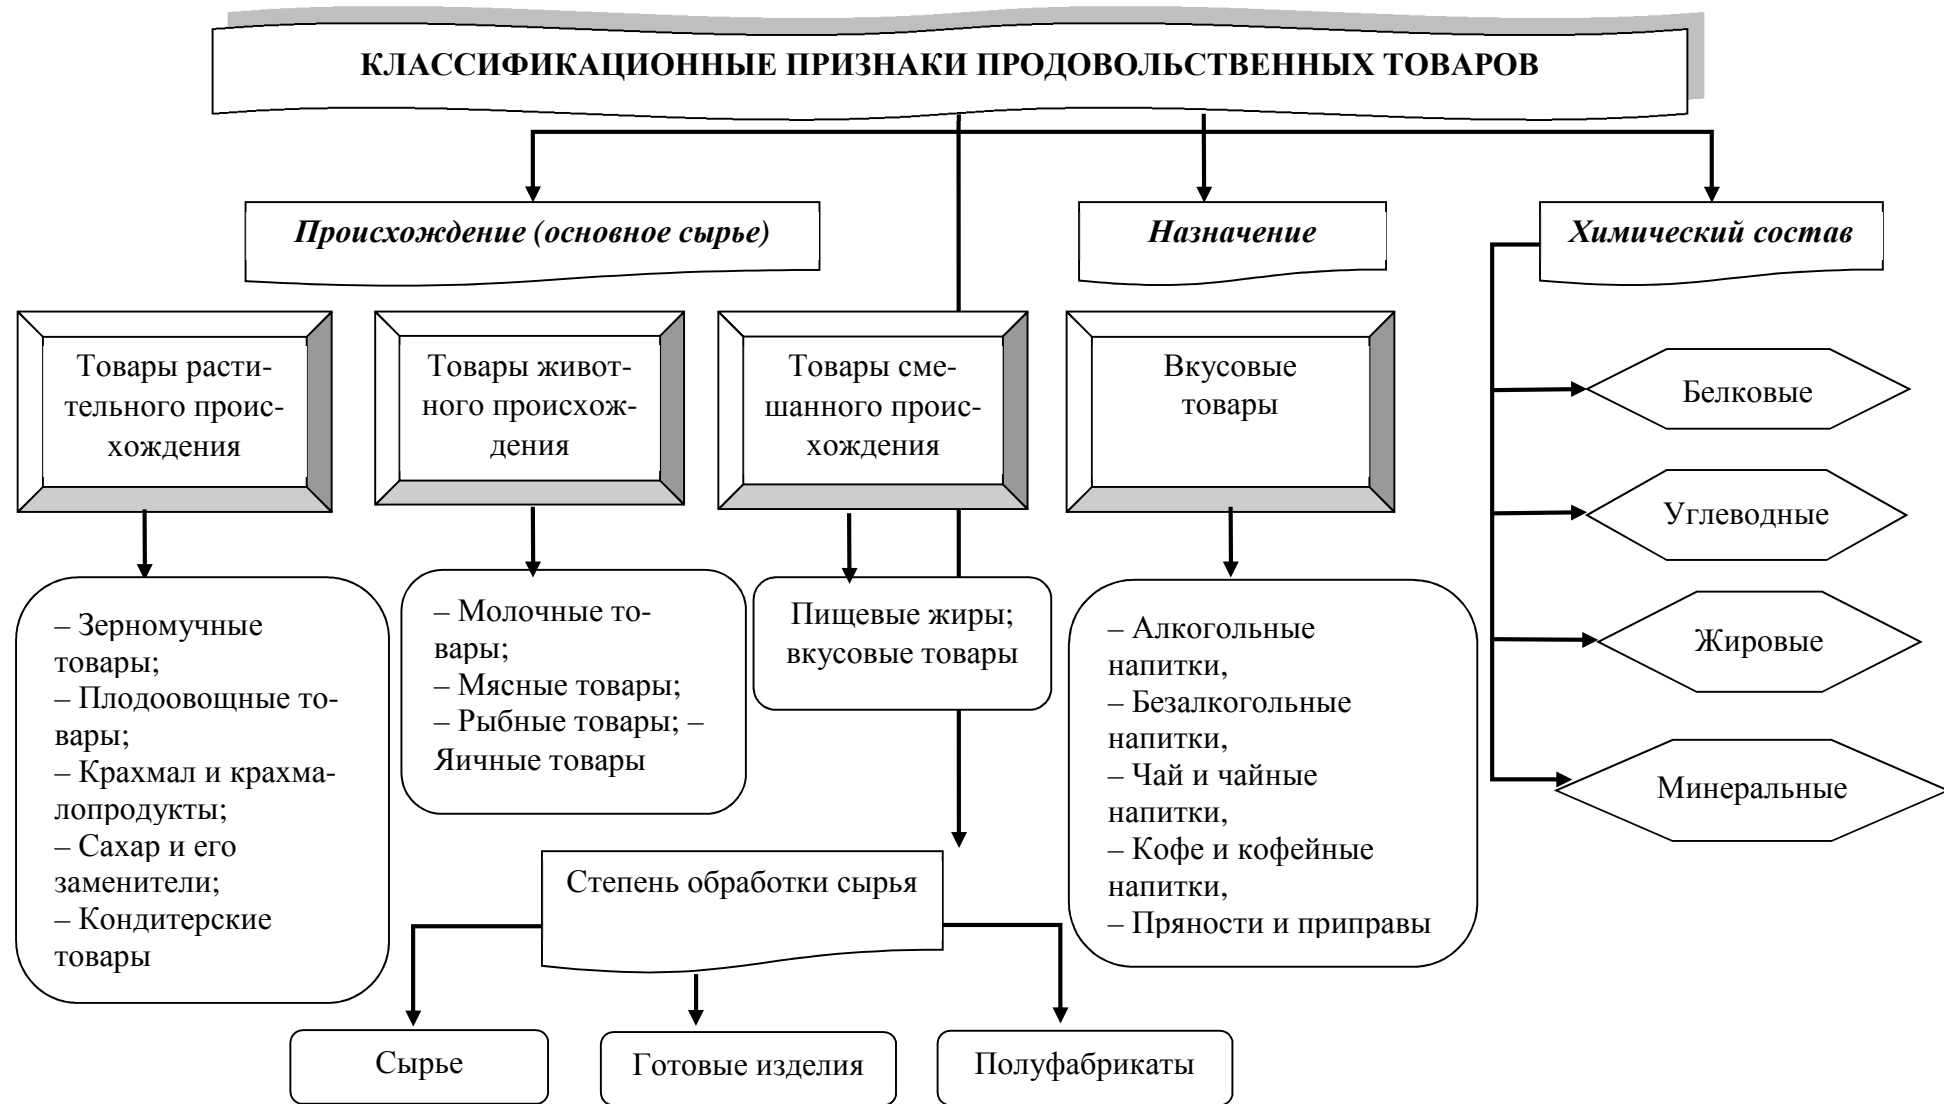 КЛАССИФИКАЦИОННЫЕ ПРИЗНАКИ ПРОДОВОЛЬСТВЕННЫХ ТОВАРОВ
Происхождение (основное сырье)
Назначение
Химический состав
Товары расти-
тельного проис-
хождения
Товары живот-
ного происхож-
дения
Товары сме-
шанного проис-
хождения
Вкусовые
товары
Белковые
Углеводные
Жировые
Минеральные
– Зерномучные
товары;
– Плодоовощные то-
вары;
– Крахмал и крахма-
лопродукты;
– Сахар и его
заменители;
– Кондитерские
товары
– Молочные то-
вары;
– Мясные товары;
– Рыбные товары; –
Яичные товары
Пищевые жиры;
вкусовые товары
– Алкогольные
напитки,
– Безалкогольные
напитки,
– Чай и чайные
напитки,
– Кофе и кофейные
напитки,
– Пряности и приправы
Степень обработки сырья
Сырье
Готовые изделия
Полуфабрикаты